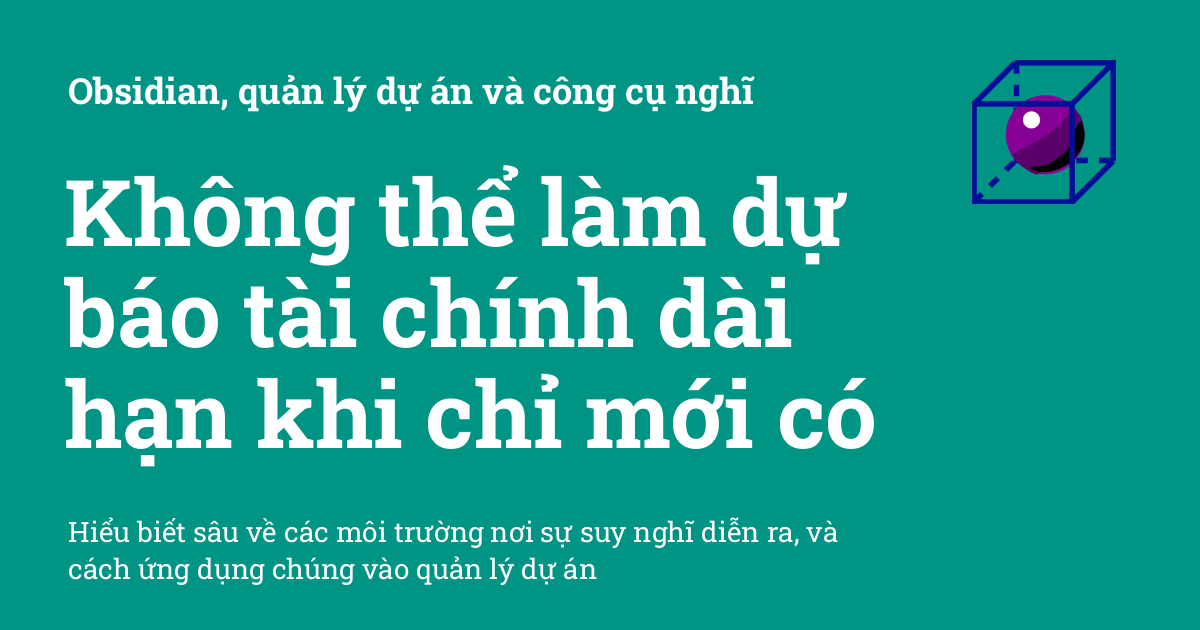 Obsidian, quản lý dự án và công cụ nghĩ
Không thể làm dự
báo tài chính dài
hạn khi chỉ mới có
Hiểu biết sâu về các môi trường nơi sự suy nghĩ diễn ra, và
cách ứng dụng chúng vào quản lý dự án